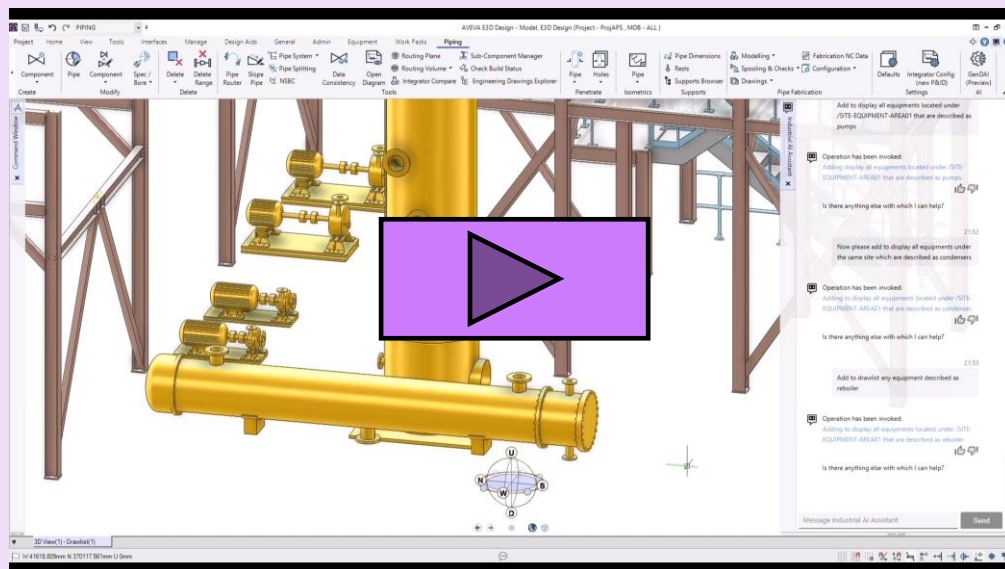 PIPING
AVEVA E3D Design - Model, E3D Design (Project - ProjAPS, MOB - ALL )
Project Home View Tools Interfaces Manage Design Aids General Admin Equipment Work Packs Piping
Component
Pipe
Component
Spec / Bore
Delete
Delete Range
Pipe Router
Slope Pipe
Pipe System
Pipe Splitting
NSBC
Data Consistency
Open Diagram
Routing Plane
Routing Volume
Integrator Compare
Sub-Component Manager
Check Build Status
Engineering Drawings Explorer
Pipe
Holes
Pipe
Pipe Dimensions
Rests
Supports Browser
Modelling
Spooling & Checks
Drawings
Fabrication NC Data
Configuration
Defaults
Integrator Config (new P&ID)
GenDAI (Preview)
Create Modify Delete Tools Penetrate Isometrics Supports Pipe Fabrication Settings AI
Command Window
Industrial AI Assistant
Add to display all equipments located under
/SITE-EQUIPMENT-AREA01 that are described as
pumps
Operation has been invoked:
Adding display all equipments located under /SITE-
EQUIPMENT-AREA01 that are described as pumps.
Is there anything else with which I can help?
21:52
Now please add to display all equipments under
the same site which are described as condensers
Operation has been invoked:
Adding to display all equipments located under /SITE-
EQUIPMENT-AREA01 that are described as condenser
Is there anything else with which I can help?
21:53
Add to drawlist any equipment described as
reboiler
Operation has been invoked:
Adding to display all equipments located under /SITE-
EQUIPMENT-AREA01 that are described as reboiler
Is there anything else with which I can help?
U
N
S
W
D
Message Industrial AI Assistant
Send
3D View(1) - Drawlist(1)
W 41618.809mm N 370117.961mm U 0mm